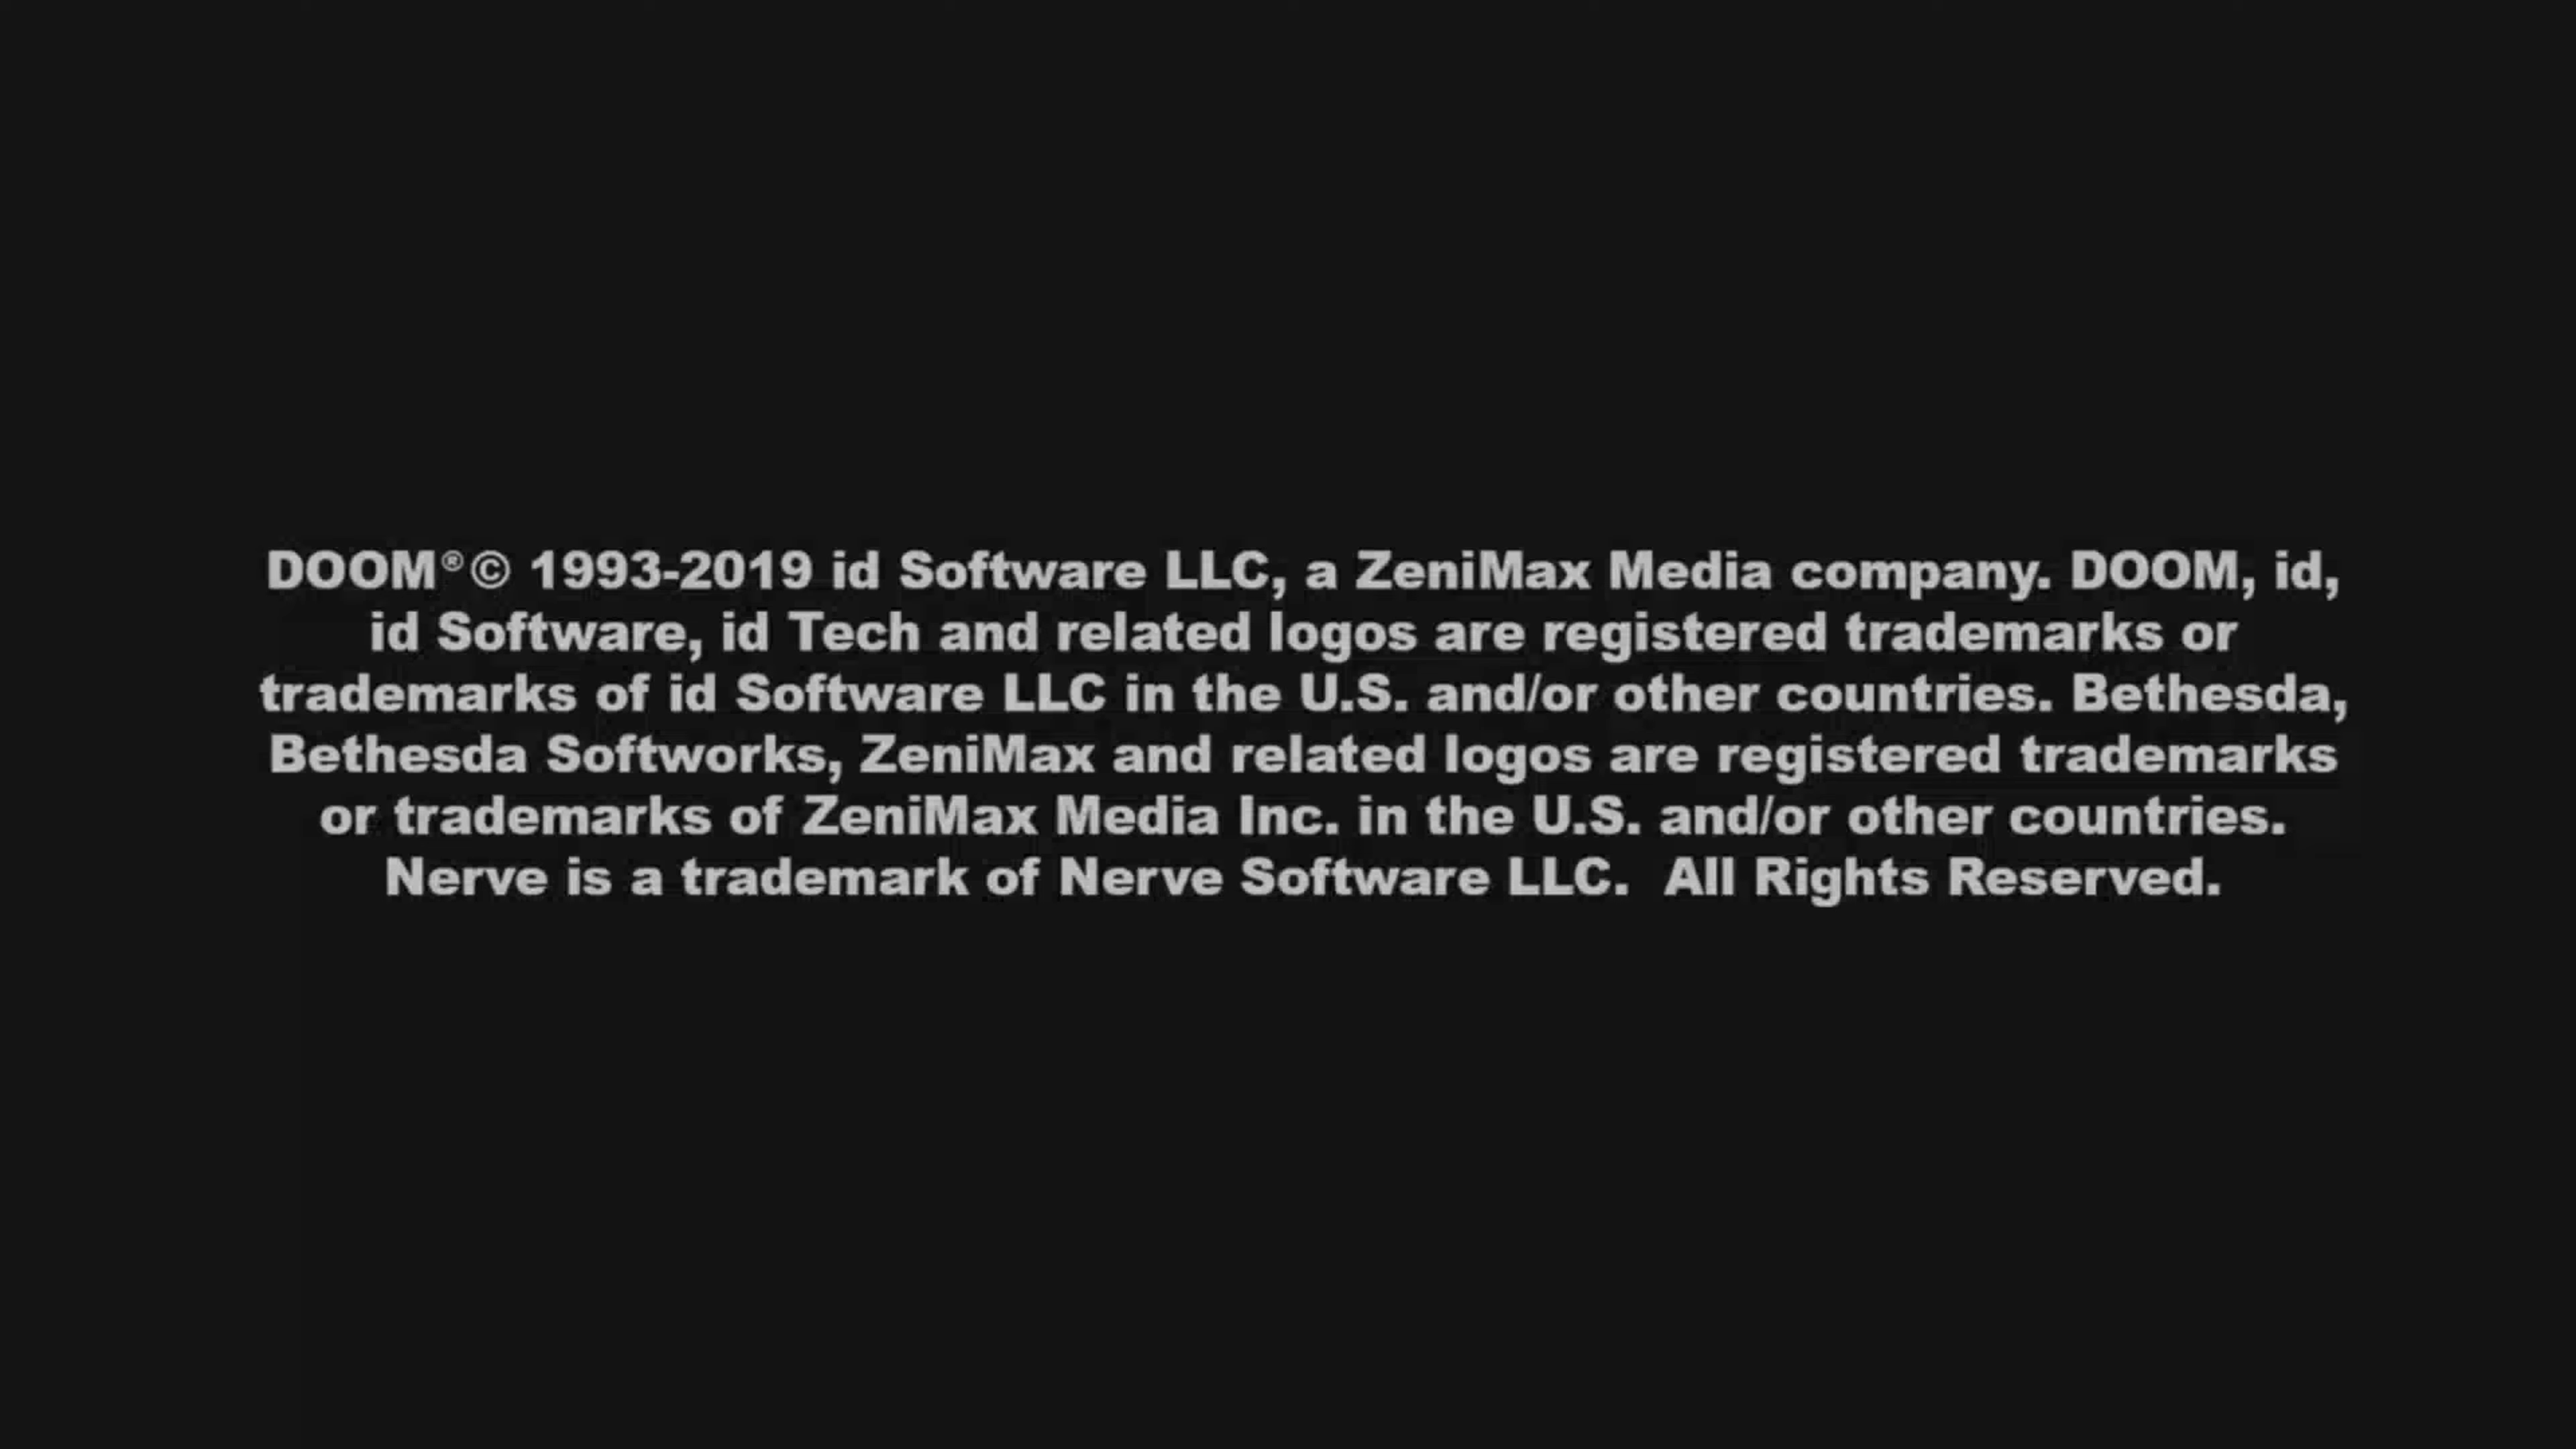 DOOM®© 1993-2019 id Software LLC, a ZeniMax Media company. DOOM, id,
id Software, id Tech and related logos are registered trademarks or
trademarks of id Software LLC in the U.S. and/or other countries. Bethesda,
Bethesda Softworks, ZeniMax and related logos are registered trademarks
or trademarks of ZeniMax Media Inc. in the U.S. and/or other countries.
Nerve is a trademark of Nerve Software LLC.  All Rights Reserved.